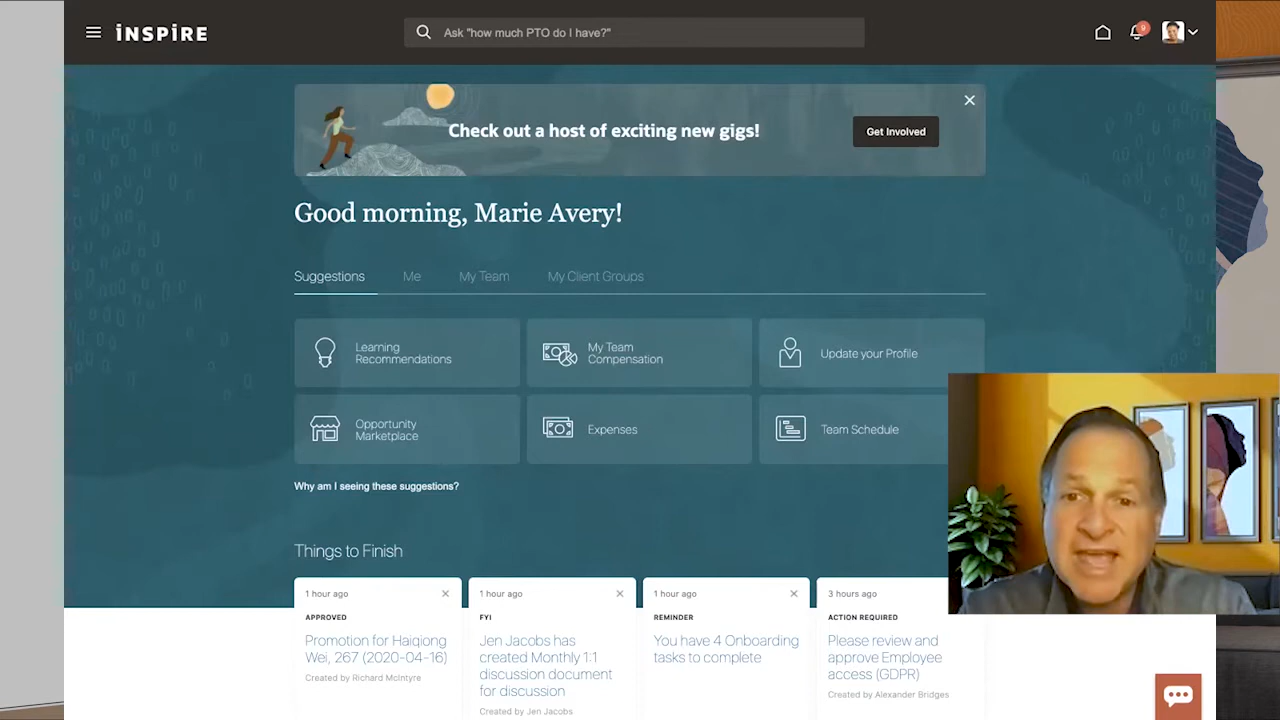 iNSPiRE
Ask "how much PTO do I have?"
9
Check out a host of exciting new gigs!
Get Involved
Good morning, Marie Avery!
Suggestions
Me
My Team
My Client Groups
Learning
Recommendations
My Team
Compensation
Update your Profile
Opportunity
Marketplace
Expenses
Team Schedule
Why am I seeing these suggestions?
Things to Finish
1 hour ago
APPROVED
Promotion for Haiqiong
Wei, 267 (2020-04-16)
Created by Richard McIntyre
1 hour ago
FYI
Jen Jacobs has
created Monthly 1:1
discussion document
for discussion
Created by Jen Jacobs
1 hour ago
REMINDER
You have 4 Onboarding
tasks to complete
3 hours ago
ACTION REQUIRED
Please review and
approve Employee
access (GDPR)
Created by Alexander Bridges